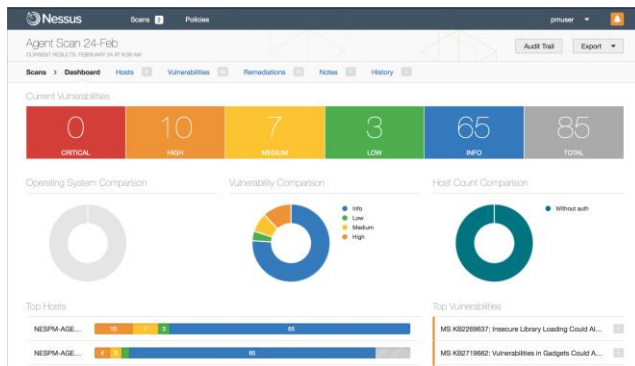 Nessus Scans 2 Policies pmuser
Agent Scan 24-Feb
CURRENT RESULTS: FEBRUARY 24 AT 9:08 AM
Audit Trail Export
Scans > Dashboard Hosts Vulnerabilities Remediations Notes History
Current Vulnerabilities
0 10 7 3 65 85
CRITICAL HIGH MEDIUM LOW INFO TOTAL
Operating System Comparison Vulnerability Comparison Host Count Comparison
Info
Low
Medium
High
Without auth
Top Hosts Top Vulnerabilities
NESPM-AGE... 10 7 3 65
MS KB2269637: Insecure Library Loading Could Al...
NESPM-AGE... 4 3 65
MS KB2719662: Vulnerabilities in Gadgets Could A...